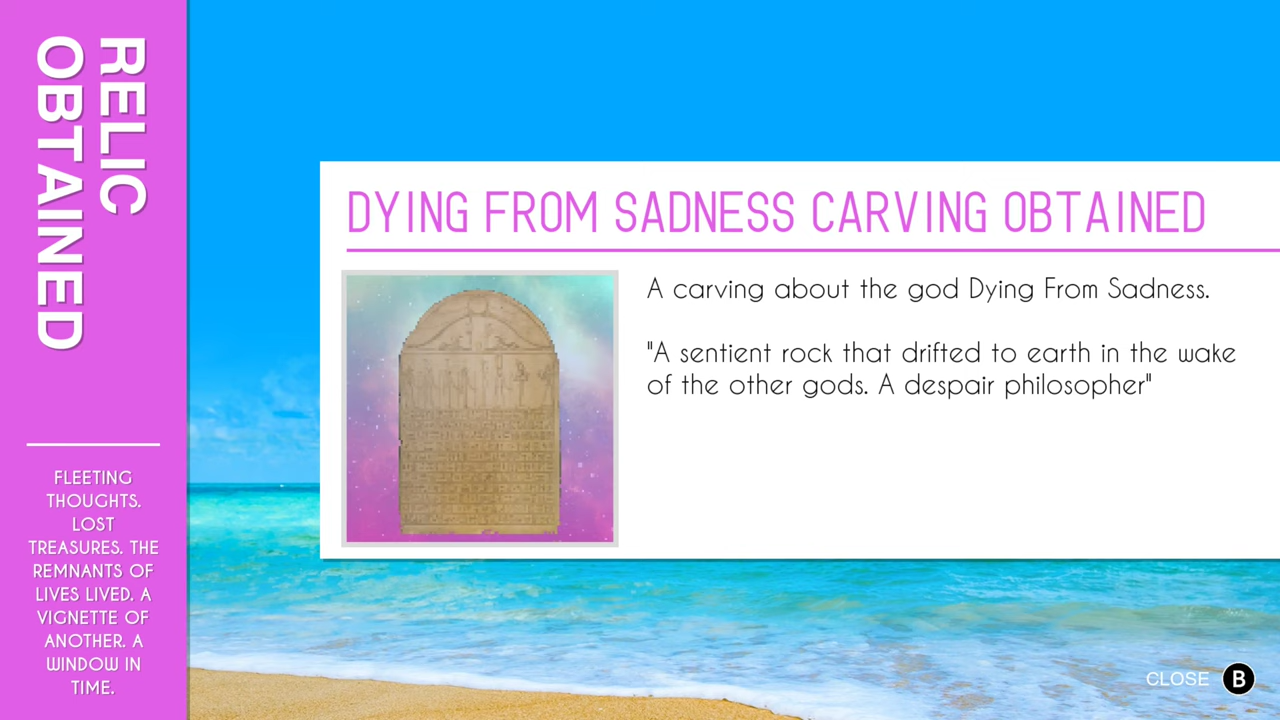 RELIC
OBTAINED
FLEETING
THOUGHTS.
LOST
TREASURES. THE
REMNANTS OF
LIVES LIVED. A
VIGNETTE OF
ANOTHER. A
WINDOW IN
TIME.
DYING FROM SADNESS CARVING OBTAINED
A carving about the god Dying From Sadness.
"A sentient rock that drifted to earth in the wake
of the other gods. A despair philosopher"
CLOSE B